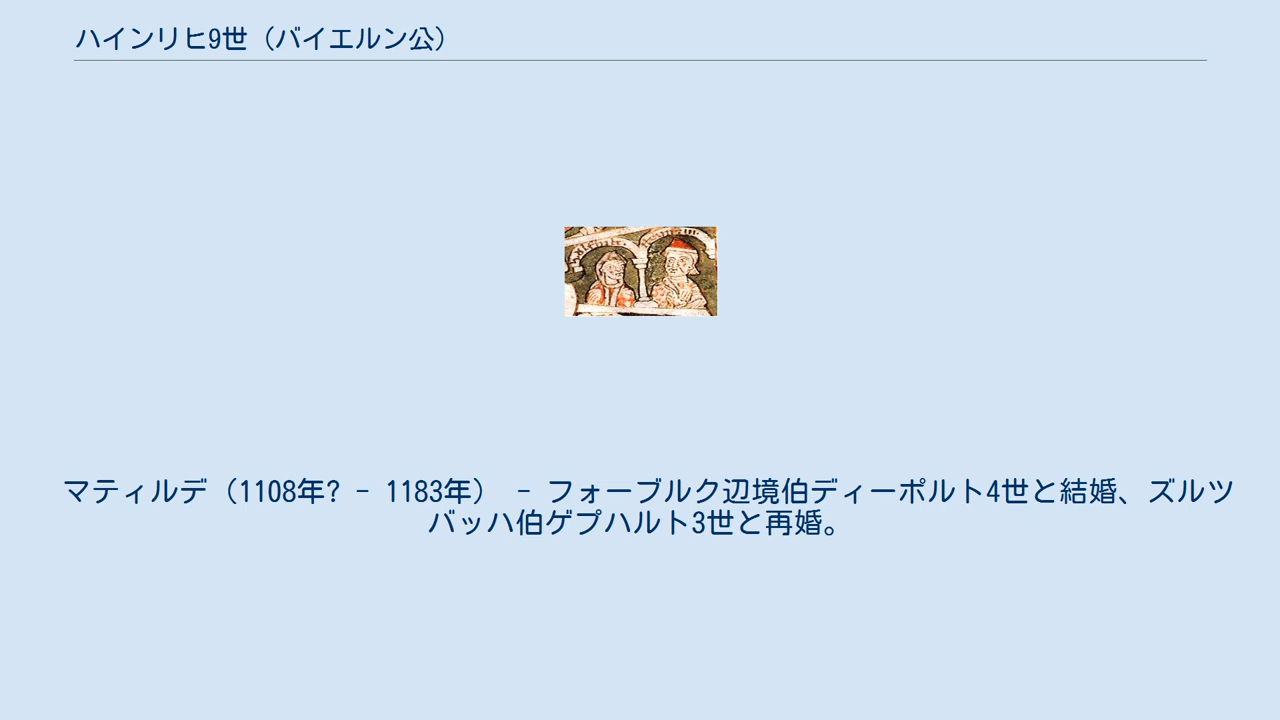 ハインリヒ9世（バイエルン公）
マティルデ（1108年? - 1183年） - フォーブルク辺境伯ディーポルト4世と結婚、ズルツ
バッハ伯ゲプハルト3世と再婚。